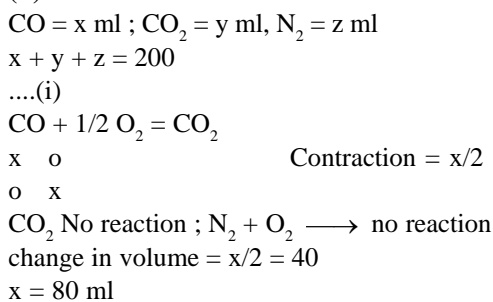 CO = x ml ; CO₂ = y ml, N₂ = z ml
x + y + z = 200
....(i)
CO + 1/2 O₂ = CO₂
x o Contraction = x/2
o x
CO₂ No reaction ; N₂ + O₂ ⟶ no reaction
change in volume = x/2 = 40
x = 80 ml